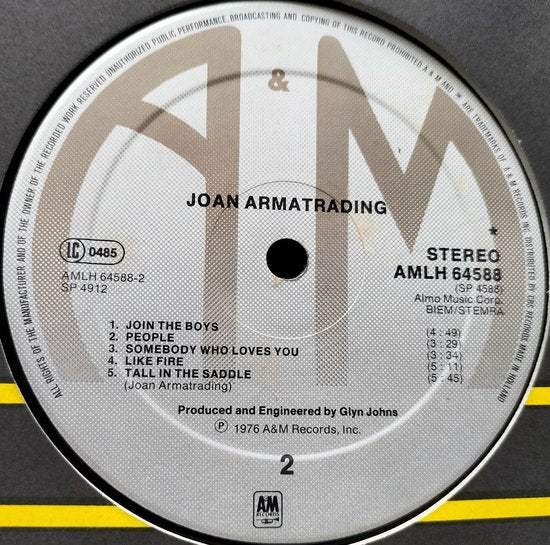 ALL RIGHTS OF THE MANUFACTURER AND OF THE OWNER OF THE RECORDED WORK RESERVED UNAUTHORIZED PUBLIC PERFORMANCE, BROADCASTING AND COPYING OF THIS RECORD PROHIBITED A & M AND * ARE TRADEMARKS OF A & M RECORDS INC. DISTRIBUTED BY CBS RECORDS MADE IN HOLLAND
A & M *
JOAN ARMATRADING
LC 0485
AMLH 64588-2
SP 4912
STEREO
AMLH 64588
(SP 4588)
Almo Music Corp.
BIEM/STEMRA
1. JOIN THE BOYS (4:49)
2. PEOPLE (3:29)
3. SOMEBODY WHO LOVES YOU (3:34)
4. LIKE FIRE (5:11)
5. TALL IN THE SADDLE (5:45)
(Joan Armatrading)
Produced and Engineered by Glyn Johns
℗ 1976 A&M Records, Inc.
2
A&M
RECORDS